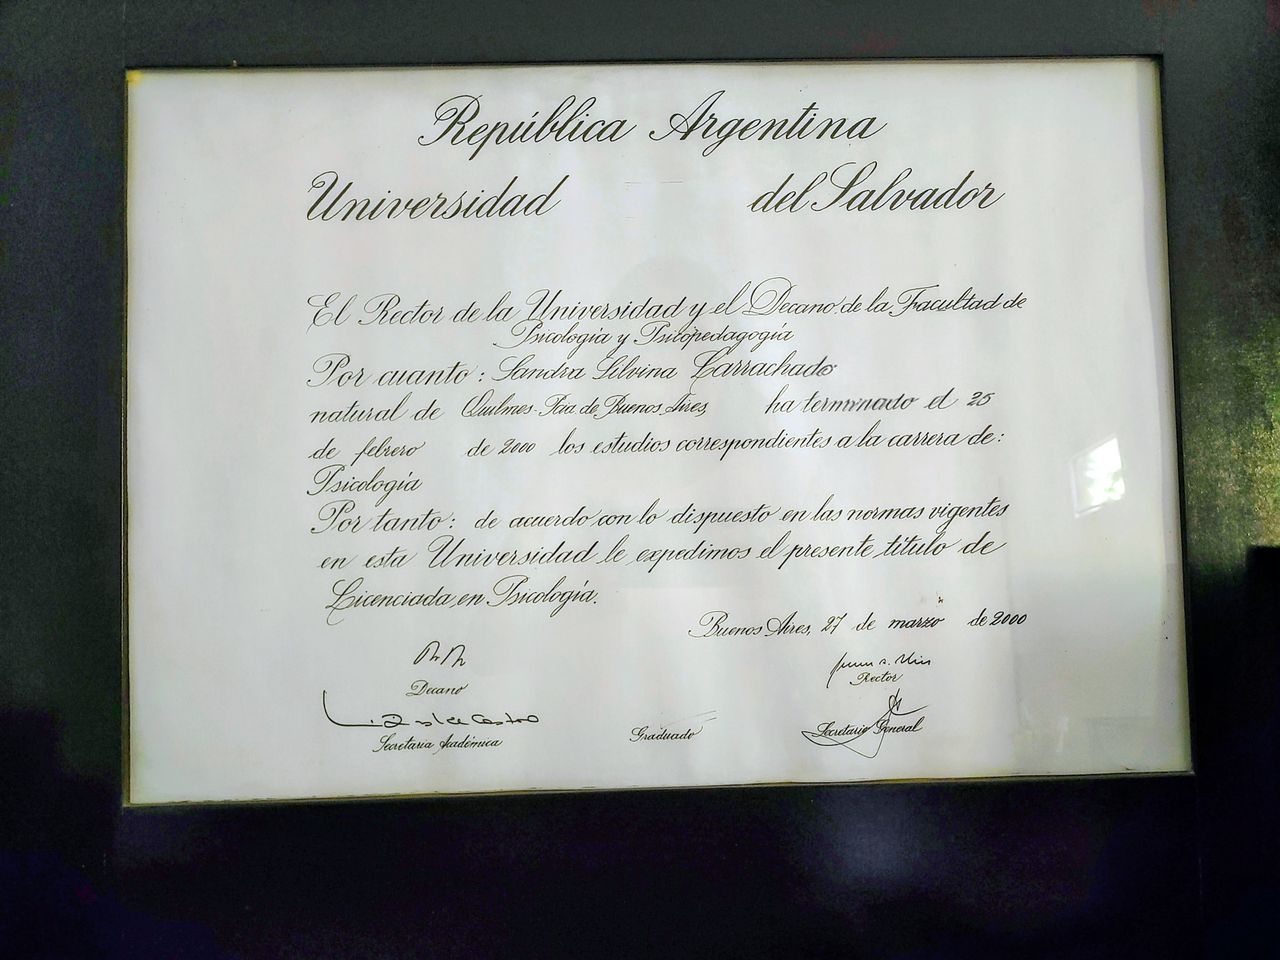 República Argentina
Universidad del Salvador
El Rector de la Universidad y el Decano de la Facultad de
Psicología y Psicopedagogía
Por cuanto: Sandra Silvina Carrachado
natural de Quilmes-Pcia de Buenos Aires, ha terminado el 25
de febrero de 2000 los estudios correspondientes a la carrera de:
Psicología
Por tanto: de acuerdo con lo dispuesto en las normas vigentes
en esta Universidad le expedimos el presente título de
Licenciada en Psicología.
Buenos Aires, 27 de marzo de 2000
Decano
Rector
Secretaria Académica
Graduado
Secretario General